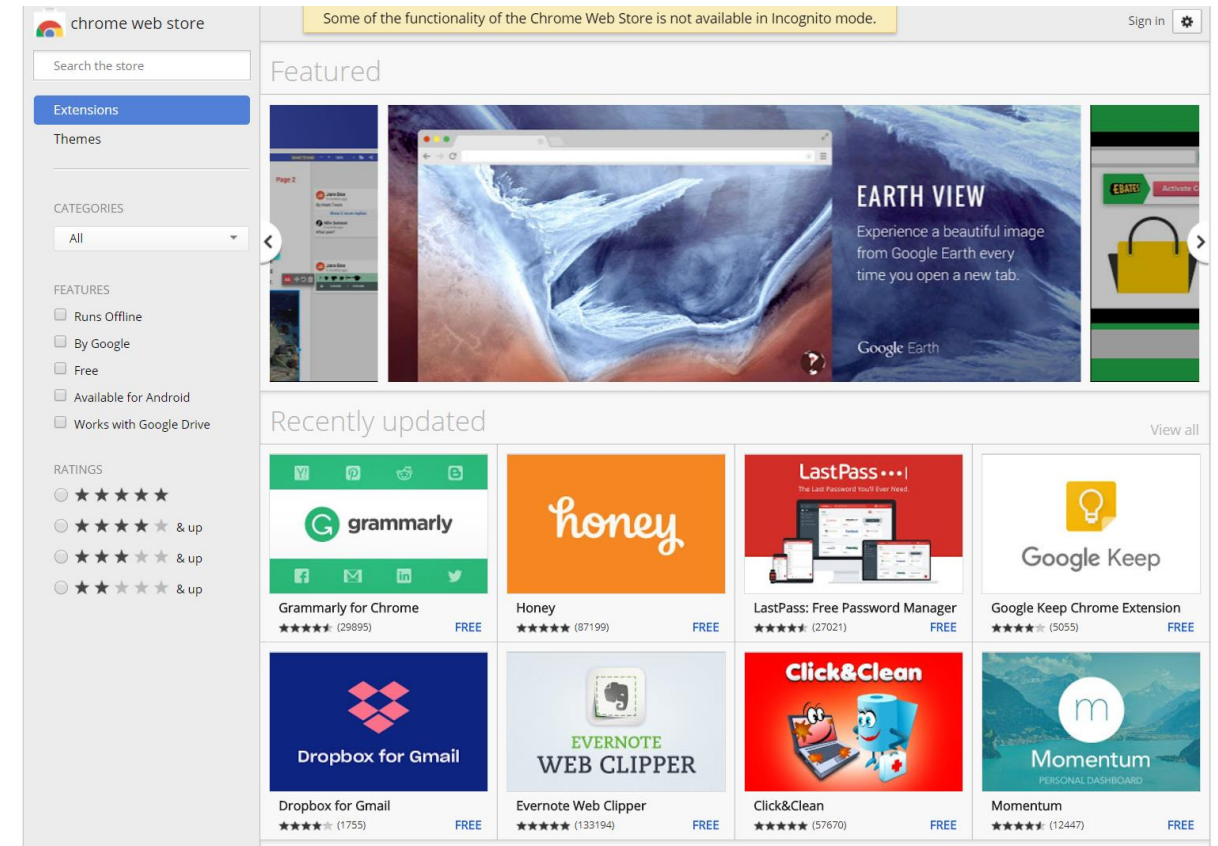 chrome web store
Some of the functionality of the Chrome Web Store is not available in Incognito mode.
Sign in
Search the store
Extensions
Themes
CATEGORIES
All
FEATURES
Runs Offline
By Google
Free
Available for Android
Works with Google Drive
RATINGS
& up
& up
& up
Featured
Page 2
EARTH VIEW
Experience a beautiful image
from Google Earth every
time you open a new tab.
Google Earth
EBATES
Activate
Recently updated
View all
grammarly
Grammarly for Chrome
(29895) FREE
honey
Honey
(87199) FREE
LastPass
The Last Password You'll Ever Need.
LastPass: Free Password Manager
(27021) FREE
Google Keep
Google Keep Chrome Extension
(5055) FREE
Dropbox for Gmail
Dropbox for Gmail
(1755) FREE
EVERNOTE
WEB CLIPPER
Evernote Web Clipper
(133194) FREE
Click&Clean
Click&Clean
(57670) FREE
m
Momentum
PERSONAL DASHBOARD
Momentum
(12447) FREE